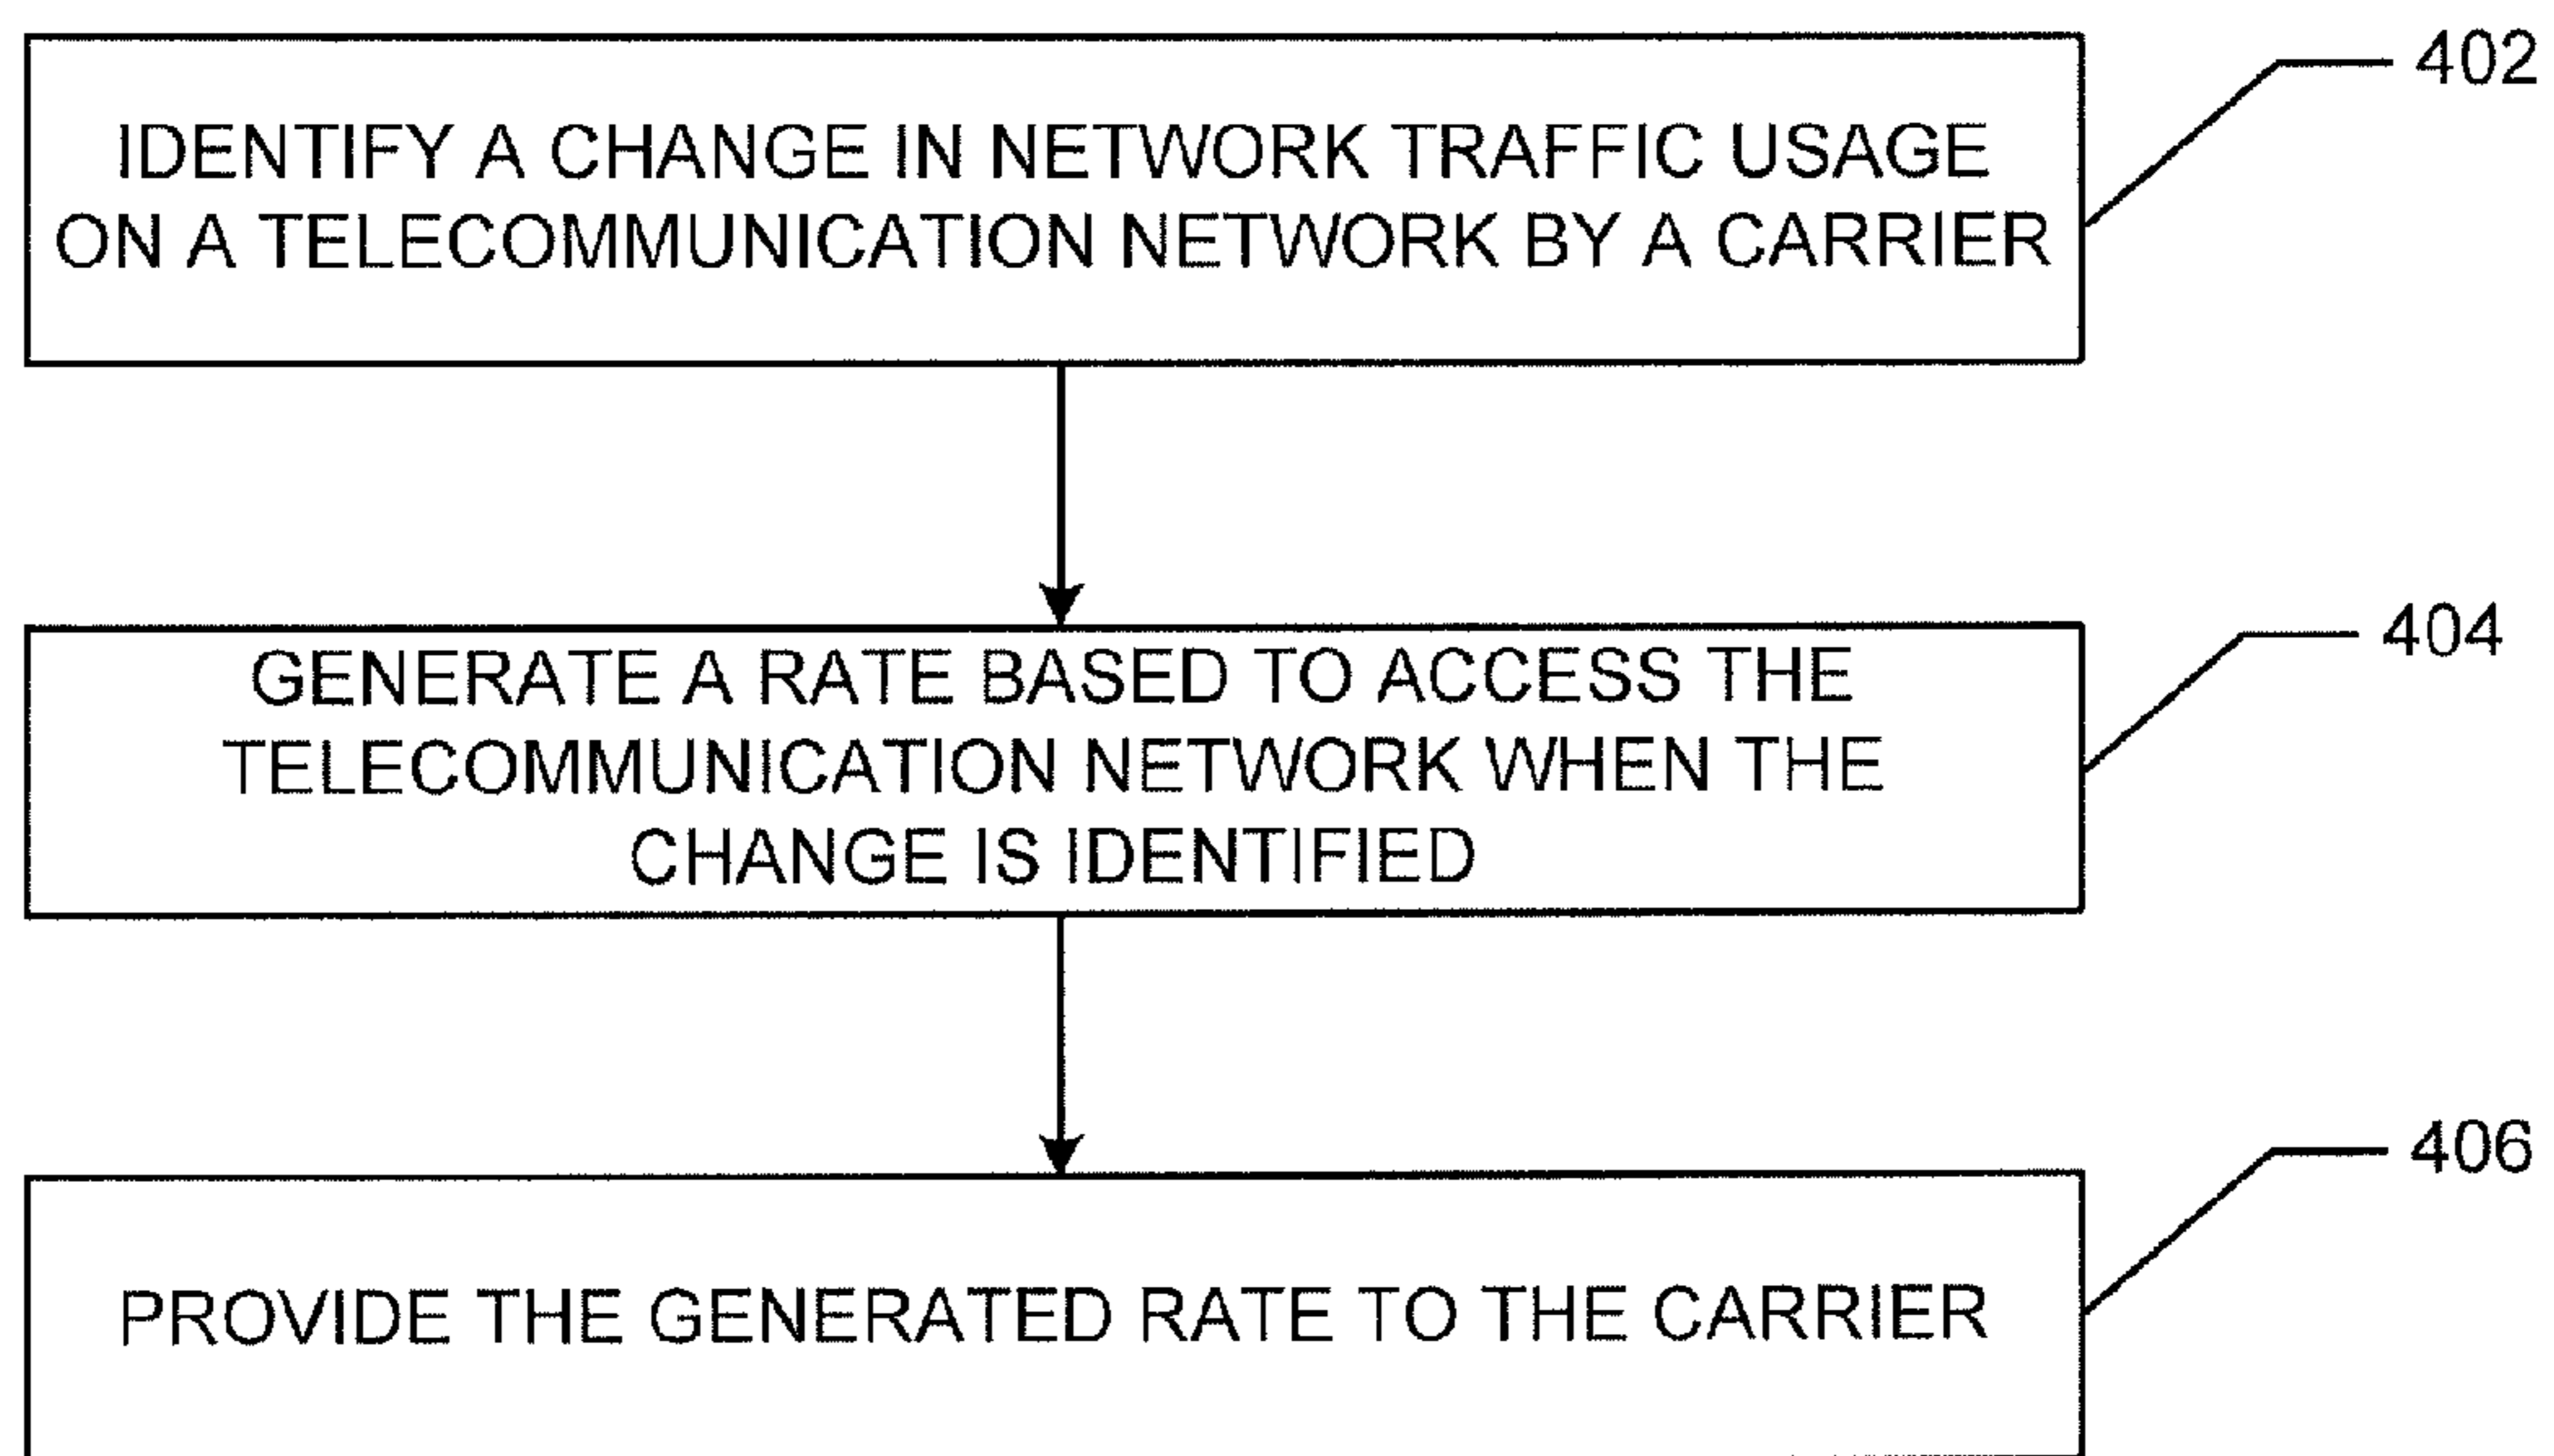 402
IDENTIFY A CHANGE IN NETWORK TRAFFIC USAGE
ON A TELECOMMUNICATION NETWORK BY A CARRIER
404
GENERATE A RATE BASED TO ACCESS THE
TELECOMMUNICATION NETWORK WHEN THE
CHANGE IS IDENTIFIED
406
PROVIDE THE GENERATED RATE TO THE CARRIER